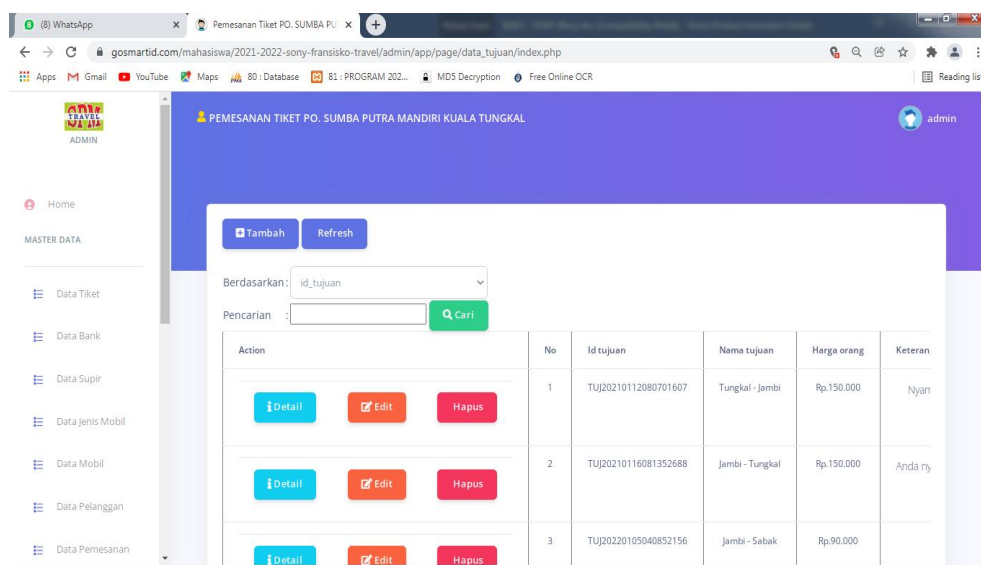 (8) WhatsApp
Pemesanan Tiket PO. SUMBA PU
gosmartid.com/mahasiswa/2021-2022-sony-fransisko-travel/admin/app/page/data_tujuan/index.php
Apps Gmail YouTube Maps 80 : Database 81 : PROGRAM 202... MD5 Decryption Free Online OCR Reading lis
SPM
TRAVEL
ADMIN
PEMESANAN TIKET PO. SUMBA PUTRA MANDIRI KUALA TUNGKAL
admin
Home
MASTER DATA
Data Tiket
Data Bank
Data Supir
Data Jenis Mobil
Data Mobil
Data Pelanggan
Data Pemesanan
Tambah Refresh
Berdasarkan : id_tujuan
Pencarian : Cari
Action No Id tujuan Nama tujuan Harga orang Keteran
Detail Edit Hapus 1 TUJ20210112080701607 Tungkal - Jambi Rp.150.000 Nyam
Detail Edit Hapus 2 TUJ20210116081352688 Jambi - Tungkal Rp.150.000 Anda ny
Detail Edit Hapus 3 TUJ20220105040852156 Jambi - Sabak Rp.90.000